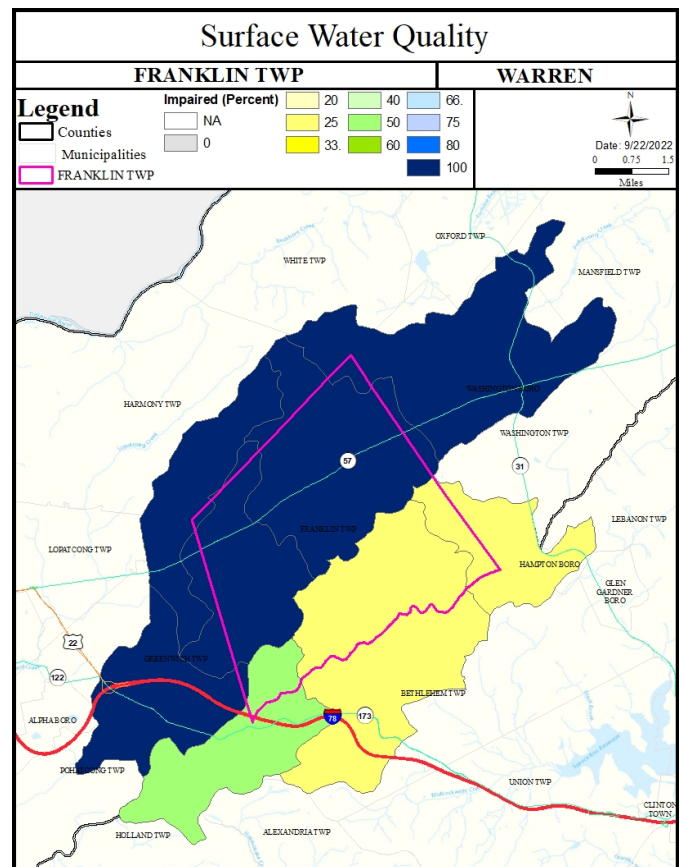 Surface Water Quality
FRANKLIN TWP
WARREN
Legend
Counties
Municipalities
FRANKLIN TWP
Impaired (Percent)
NA
0
20
25
33.
40
50
60
66.
75
80
100
N
Date: 9/22/2022
0 0.75 1.5
Miles
OXFORD TWP
WHITE TWP
MANSFIELD TWP
HARMONY TWP
WASHINGTON BORO
WASHINGTON TWP
57
31
LEBANON TWP
FRANKLIN TWP
LOPATCONG TWP
HAMPTON BORO
GLEN
GARDNER
BORO
22
GREENWICH TWP
122
BETHLEHEM TWP
ALPHA BORO
78
173
POHATCONG TWP
UNION TWP
CLINTON
TOWN
HOLLAND TWP
ALEXANDRIA TWP